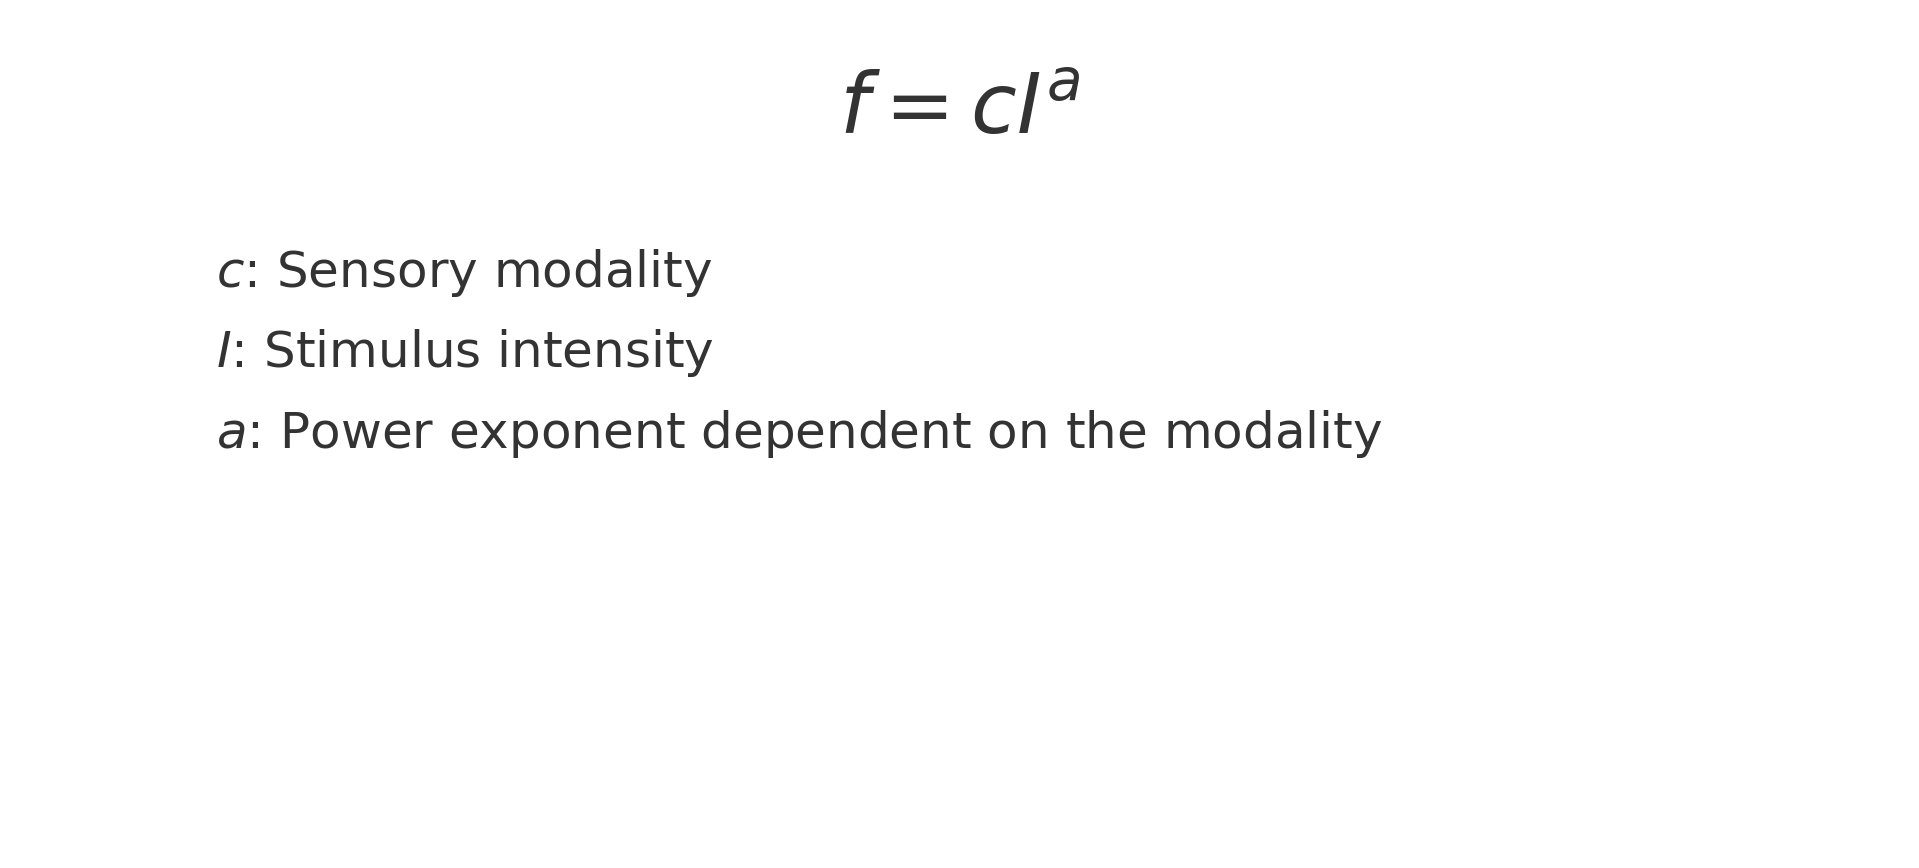 f = cI^a
c: Sensory modality
I: Stimulus intensity
a: Power exponent dependent on the modality